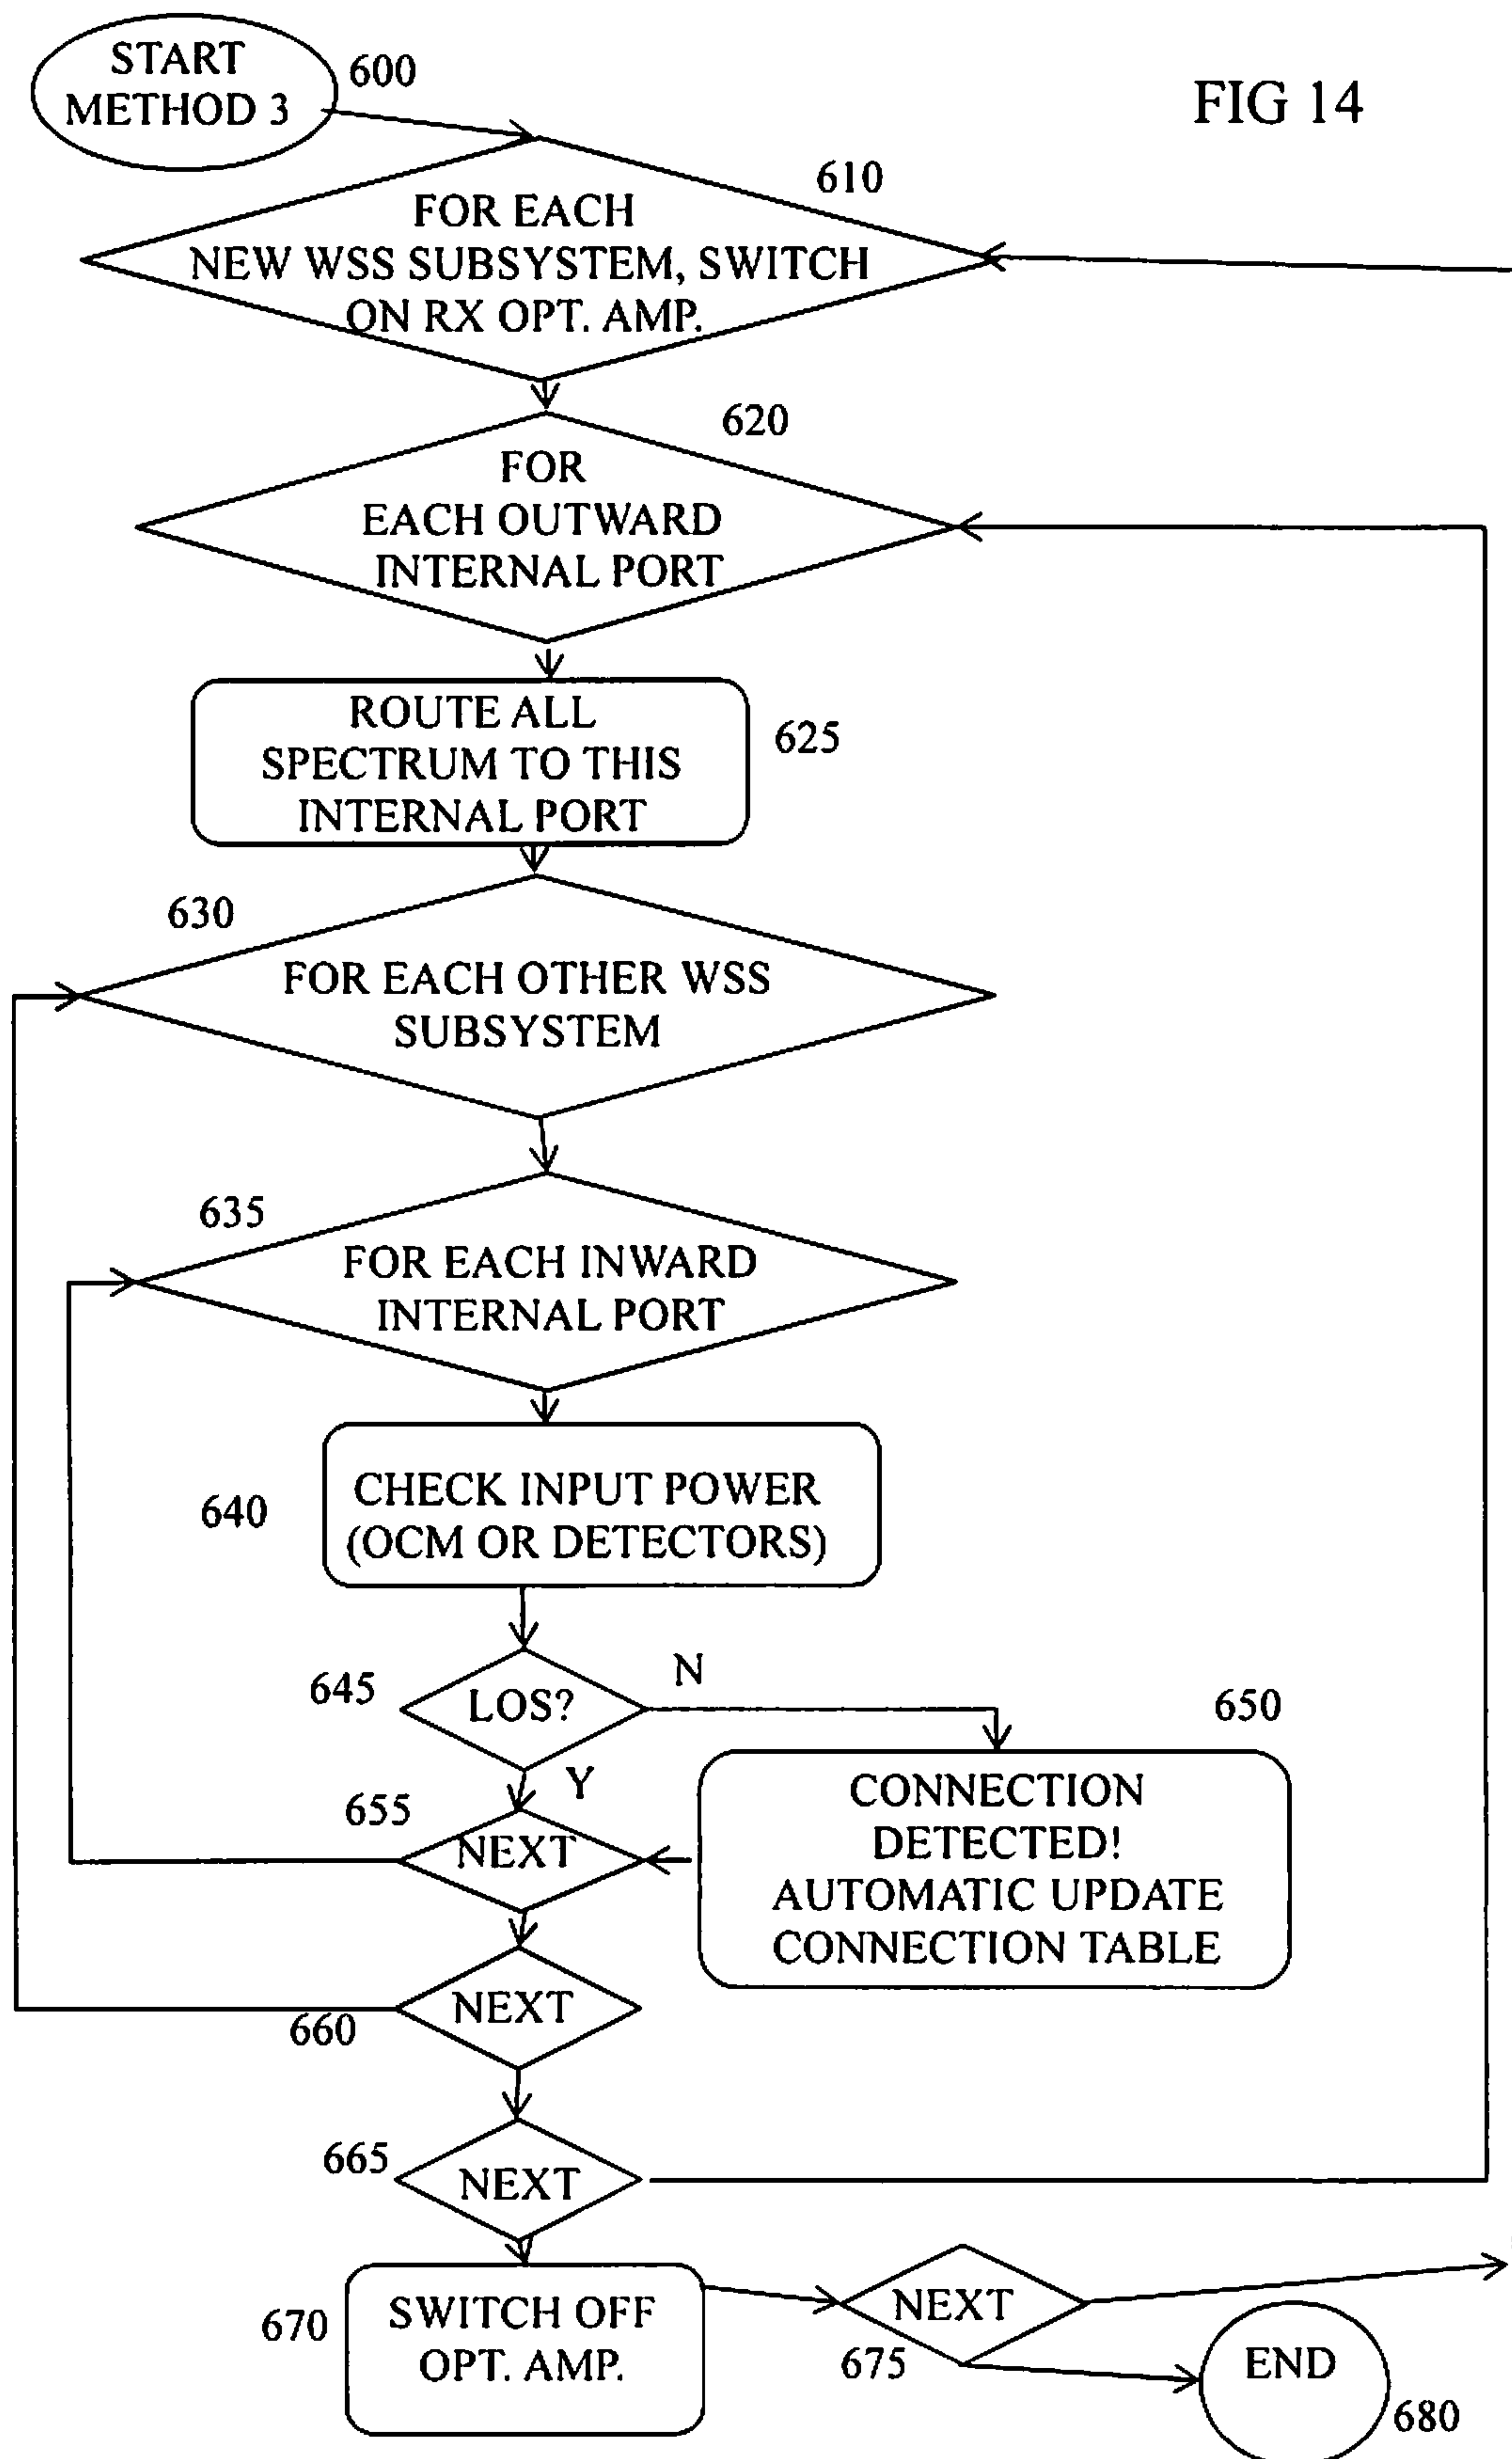 START
METHOD 3
600
FIG 14
610
FOR EACH
NEW WSS SUBSYSTEM, SWITCH
ON RX OPT. AMP.
620
FOR
EACH OUTWARD
INTERNAL PORT
ROUTE ALL
SPECTRUM TO THIS
INTERNAL PORT
625
630
FOR EACH OTHER WSS
SUBSYSTEM
635
FOR EACH INWARD
INTERNAL PORT
640
CHECK INPUT POWER
(OCM OR DETECTORS)
645
LOS?
N
650
Y
CONNECTION
DETECTED!
AUTOMATIC UPDATE
CONNECTION TABLE
655
NEXT
660
NEXT
665
NEXT
670
SWITCH OFF
OPT. AMP.
NEXT
675
END
680